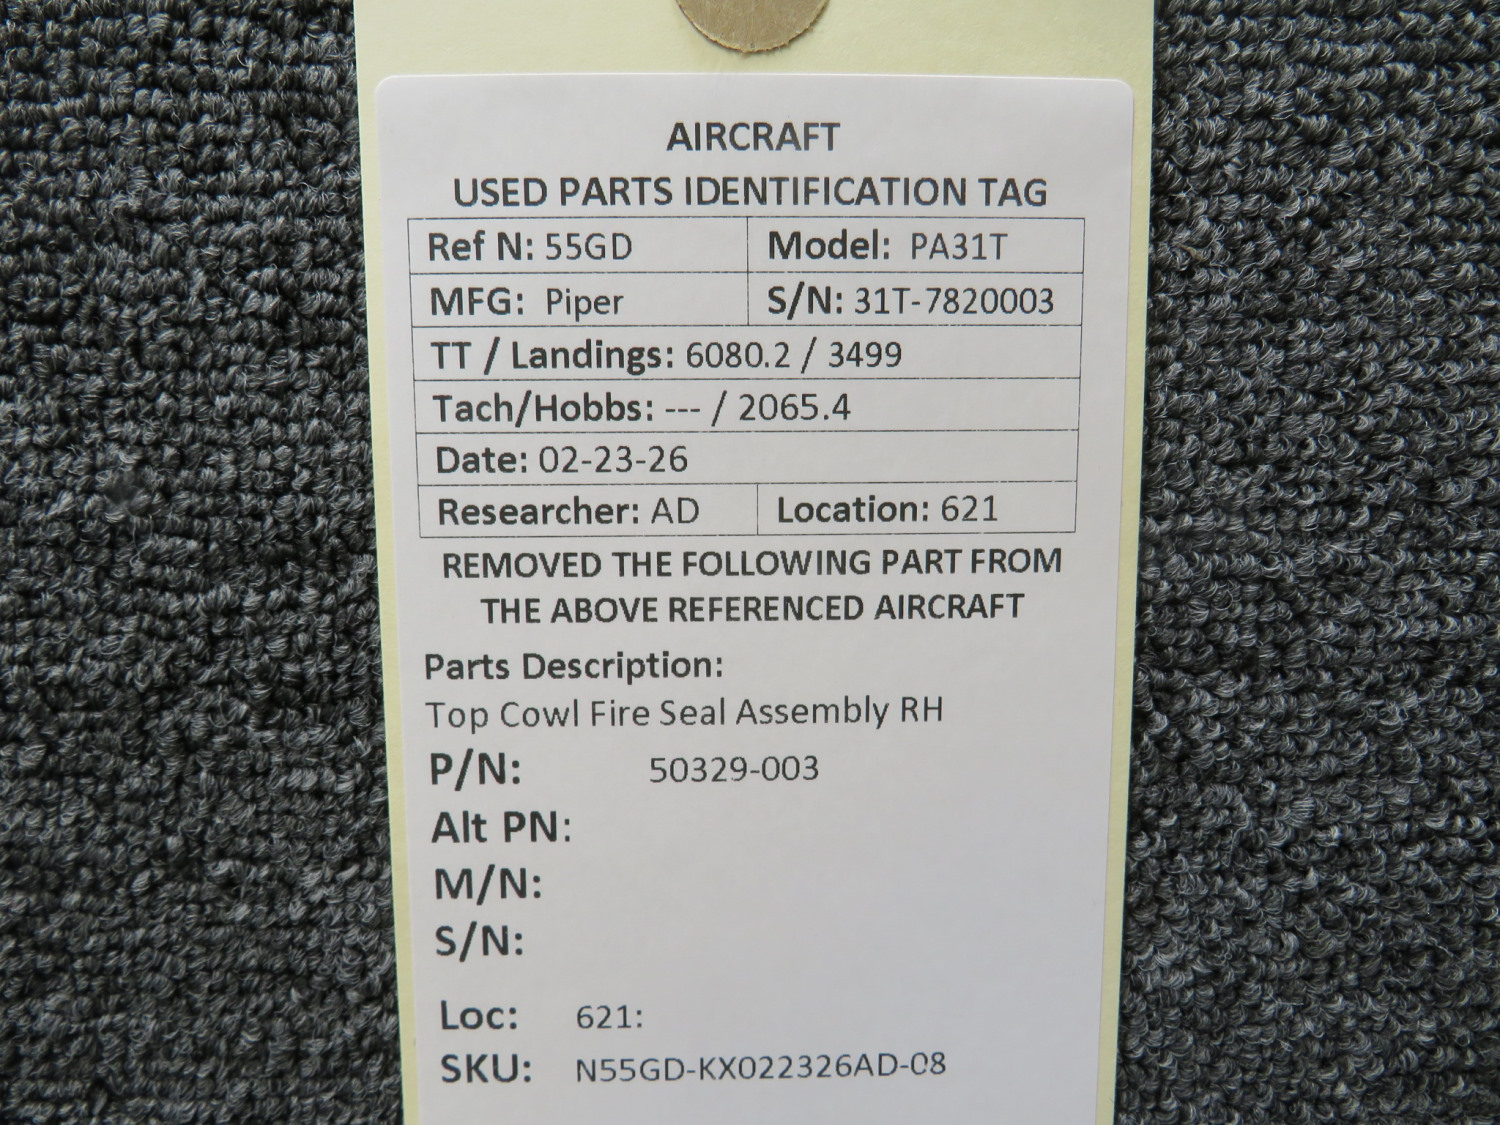 AIRCRAFT
USED PARTS IDENTIFICATION TAG
Ref N: 55GD Model: PA31T
MFG: Piper S/N: 31T-7820003
TT / Landings: 6080.2 / 3499
Tach/Hobbs: --- / 2065.4
Date: 02-23-26
Researcher: AD Location: 621
REMOVED THE FOLLOWING PART FROM
THE ABOVE REFERENCED AIRCRAFT
Parts Description:
Top Cowl Fire Seal Assembly RH
P/N: 50329-003
Alt PN:
M/N:
S/N:
Loc: 621:
SKU: N55GD-KX022326AD-08